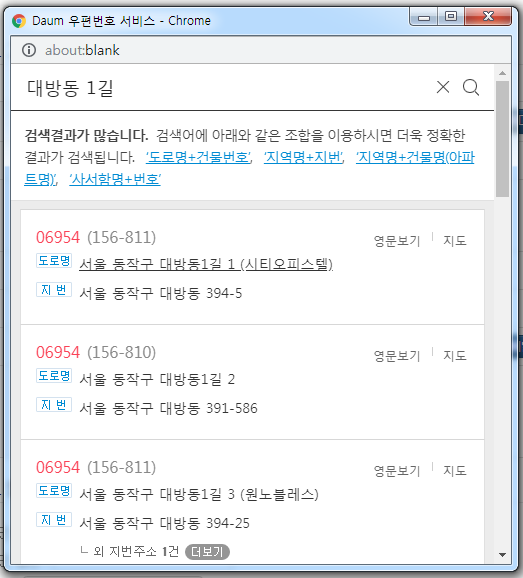 Daum 우편번호 서비스 - Chrome
about:blank
대방동 1길
검색결과가 많습니다. 검색어에 아래와 같은 조합을 이용하시면 더욱 정확한
결과가 검색됩니다. '도로명+건물번호', '지역명+지번', '지역명+건물명(아파
트명)', '사서함명+번호'
06954 (156-811) 영문보기 지도
도로명 서울 동작구 대방동1길 1 (시티오피스텔)
지 번 서울 동작구 대방동 394-5
06954 (156-810) 영문보기 지도
도로명 서울 동작구 대방동1길 2
지 번 서울 동작구 대방동 391-586
06954 (156-811) 영문보기 지도
도로명 서울 동작구 대방동1길 3 (원노블레스)
지 번 서울 동작구 대방동 394-25
ㄴ 외 지번주소 1건 더보기